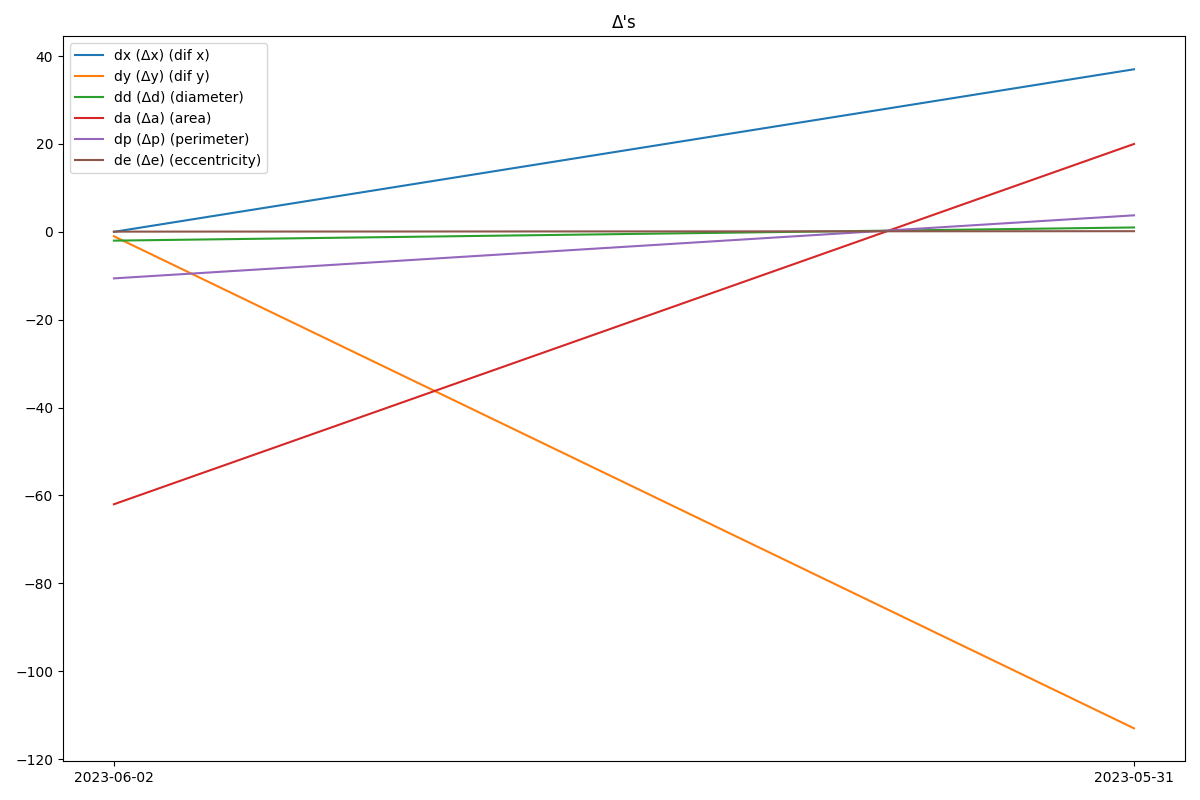 Δ's
dx (Δx) (dif x)
dy (Δy) (dif y)
dd (Δd) (diameter)
da (Δa) (area)
dp (Δp) (perimeter)
de (Δe) (eccentricity)
40
20
0
−20
−40
−60
−80
−100
−120
2023-06-02 2023-05-31